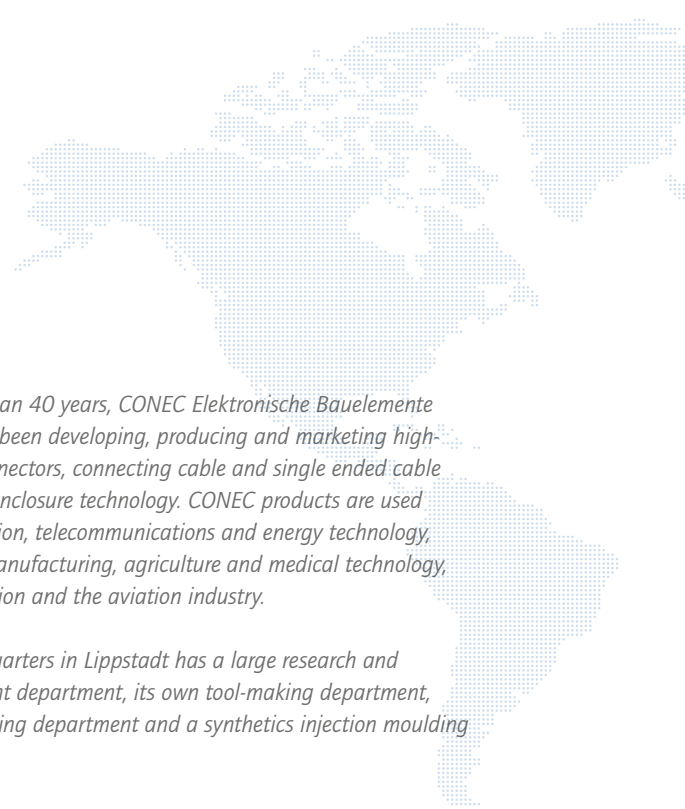 an 40 years, CONEC Elektronische Bauelemente
been developing, producing and marketing high-
nectors, connecting cable and single ended cable
nclosure technology. CONEC products are used
ion, telecommunications and energy technology,
anufacturing, agriculture and medical technology,
ion and the aviation industry.
arters in Lippstadt has a large research and
nt department, its own tool-making department,
ing department and a synthetics injection moulding